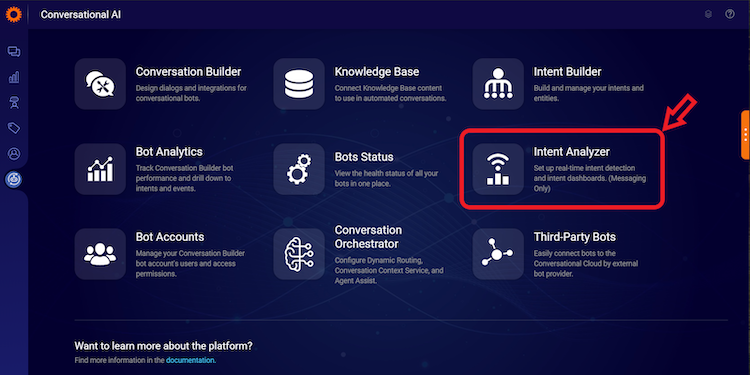 Conversational AI
Conversation Builder
Design dialogs and integrations for
conversational bots.
Knowledge Base
Connect Knowledge Base content
to use in automated conversations.
Intent Builder
Build and manage your intents and
entities.
Bot Analytics
Track Conversation Builder bot
performance and drill down to
intents and events.
Bots Status
View the health status of all your
bots in one place.
Intent Analyzer
Set up real-time intent detection
and intent dashboards. (Messaging
Only)
Bot Accounts
Manage your Conversation Builder
bot account's users and access
permissions.
Conversation
Orchestrator
Configure Dynamic Routing,
Conversation Context Service, and
Agent Assist.
Third-Party Bots
Easily connect bots to the
Conversational Cloud by external
bot provider.
Want to learn more about the platform?
Find more information in the documentation.